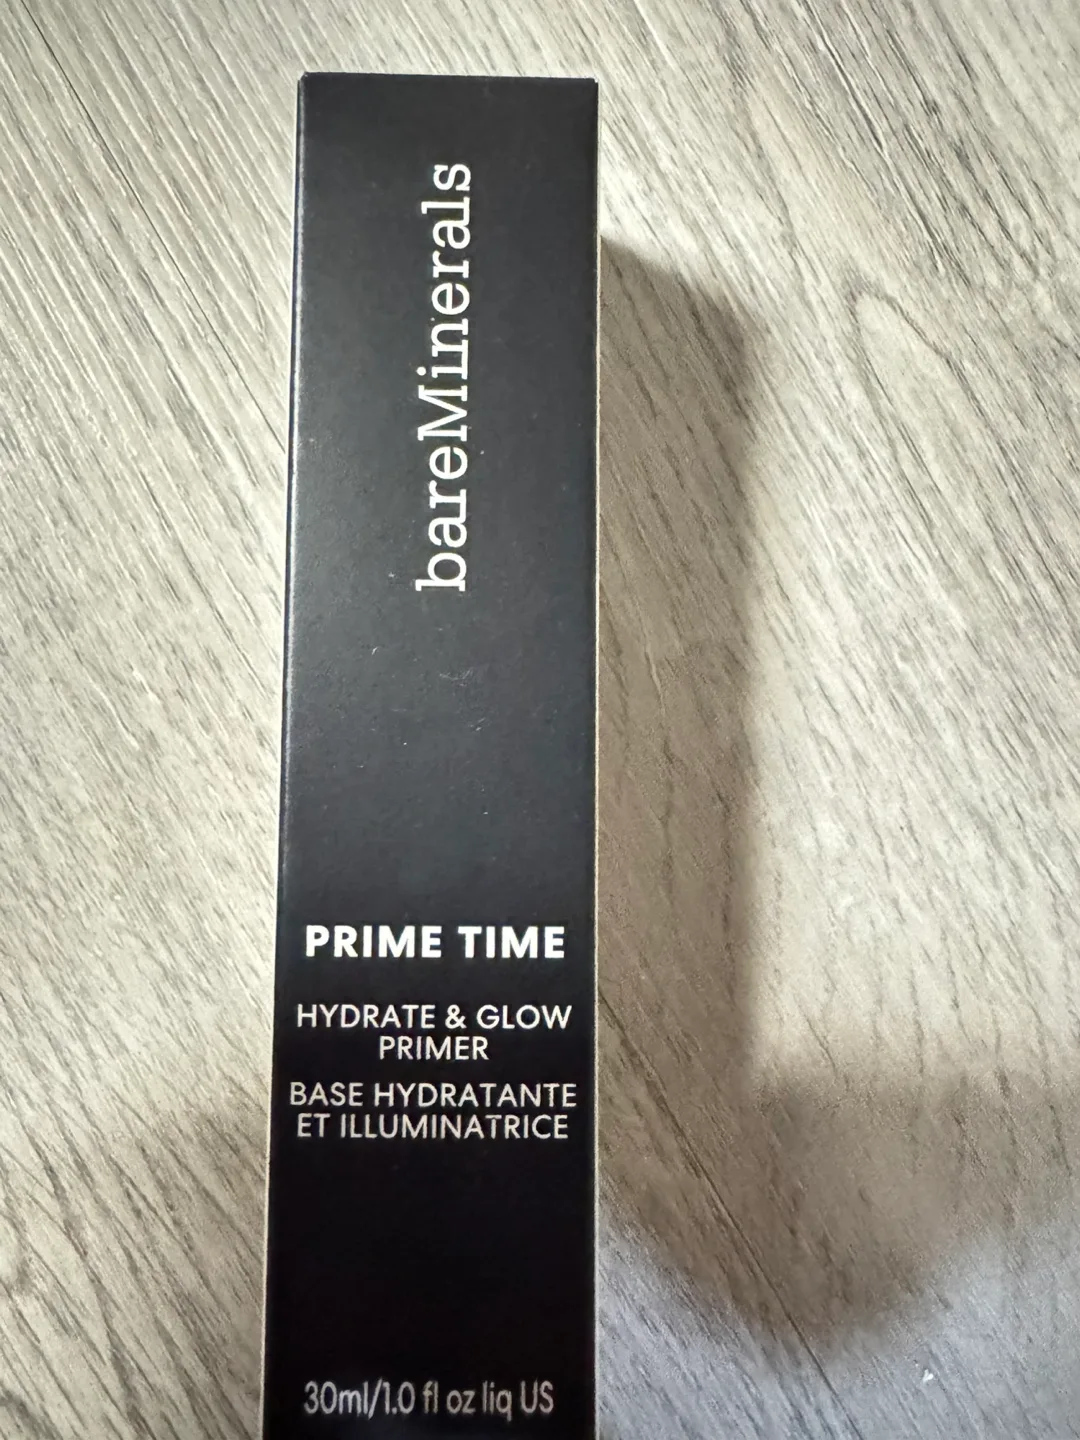 bareMinerals
PRIME TIME
HYDRATE & GLOW
PRIMER
BASE HYDRATANTE
ET ILLUMINATRICE
30ml/1.0 fl oz liq US